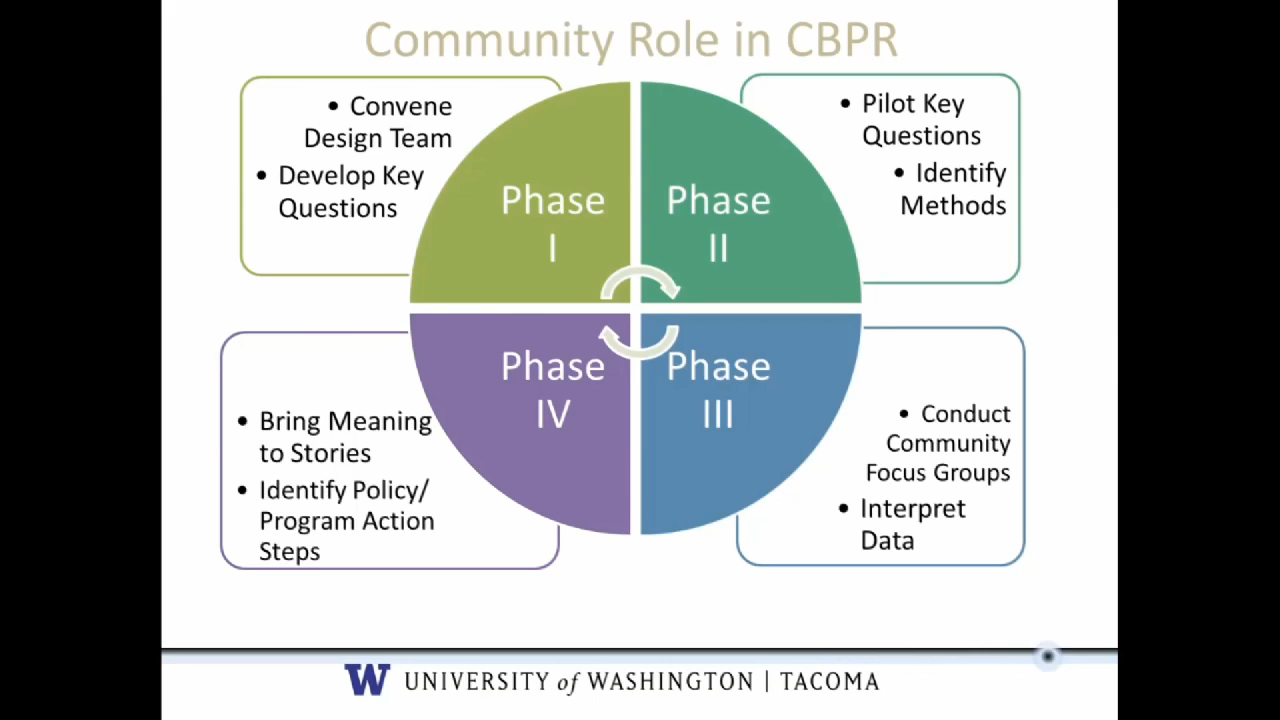 Community Role in CBPR
• Convene
Design Team
• Develop Key
Questions
Phase
I
Phase
II
• Pilot Key
Questions
• Identify
Methods
• Bring Meaning
to Stories
• Identify Policy/
Program Action
Steps
Phase
IV
Phase
III
• Conduct
Community
Focus Groups
• Interpret
Data
W UNIVERSITY of WASHINGTON | TACOMA